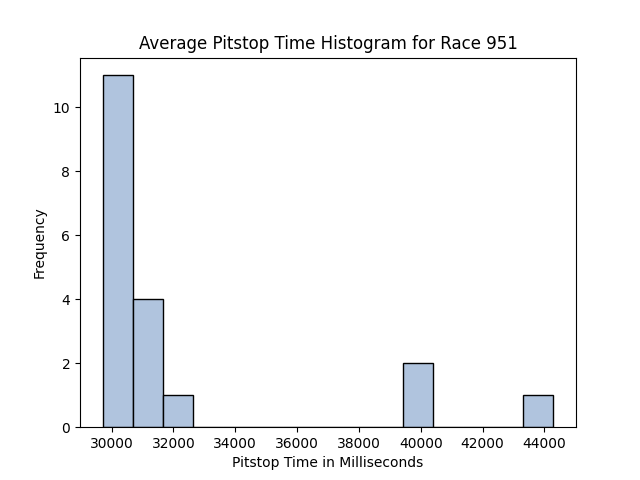 Average Pitstop Time Histogram for Race 951
10
8
6
4
2
0
Frequency
30000 32000 34000 36000 38000 40000 42000 44000
Pitstop Time in Milliseconds